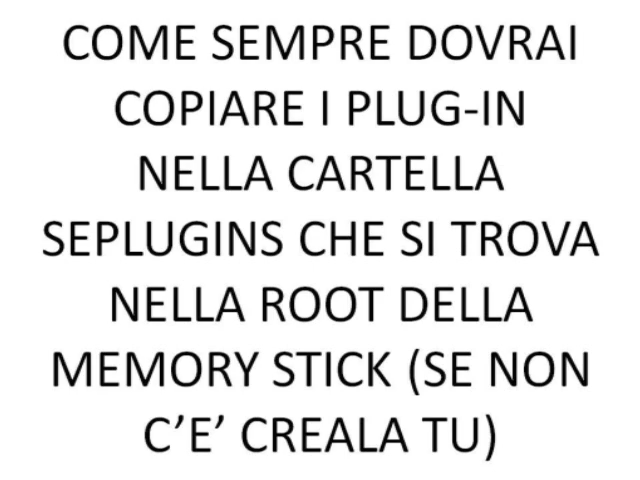 COME SEMPRE DOVRAI
COPIARE I PLUG-IN
NELLA CARTELLA
SEPLUGINS CHE SI TROVA
NELLA ROOT DELLA
MEMORY STICK (SE NON
C’E’ CREALA TU)